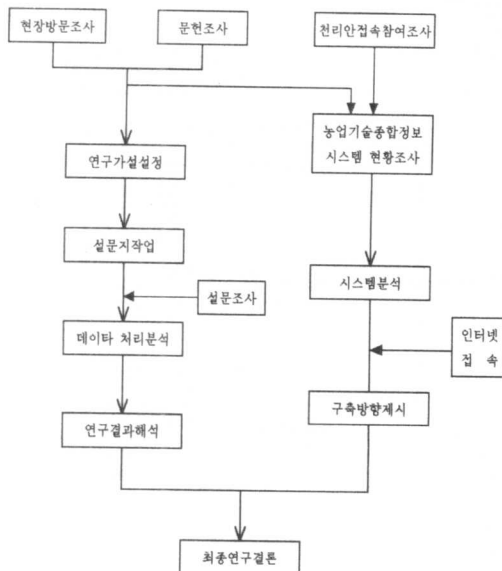 현장방문조사
문헌조사
천리안접속참여조사
농업기술종합정보
시스템 현황조사
연구가설설정
설문지작업
설문조사
시스템분석
데이타 처리분석
인터넷
접 속
구축방향제시
연구결과해석
최종연구결론